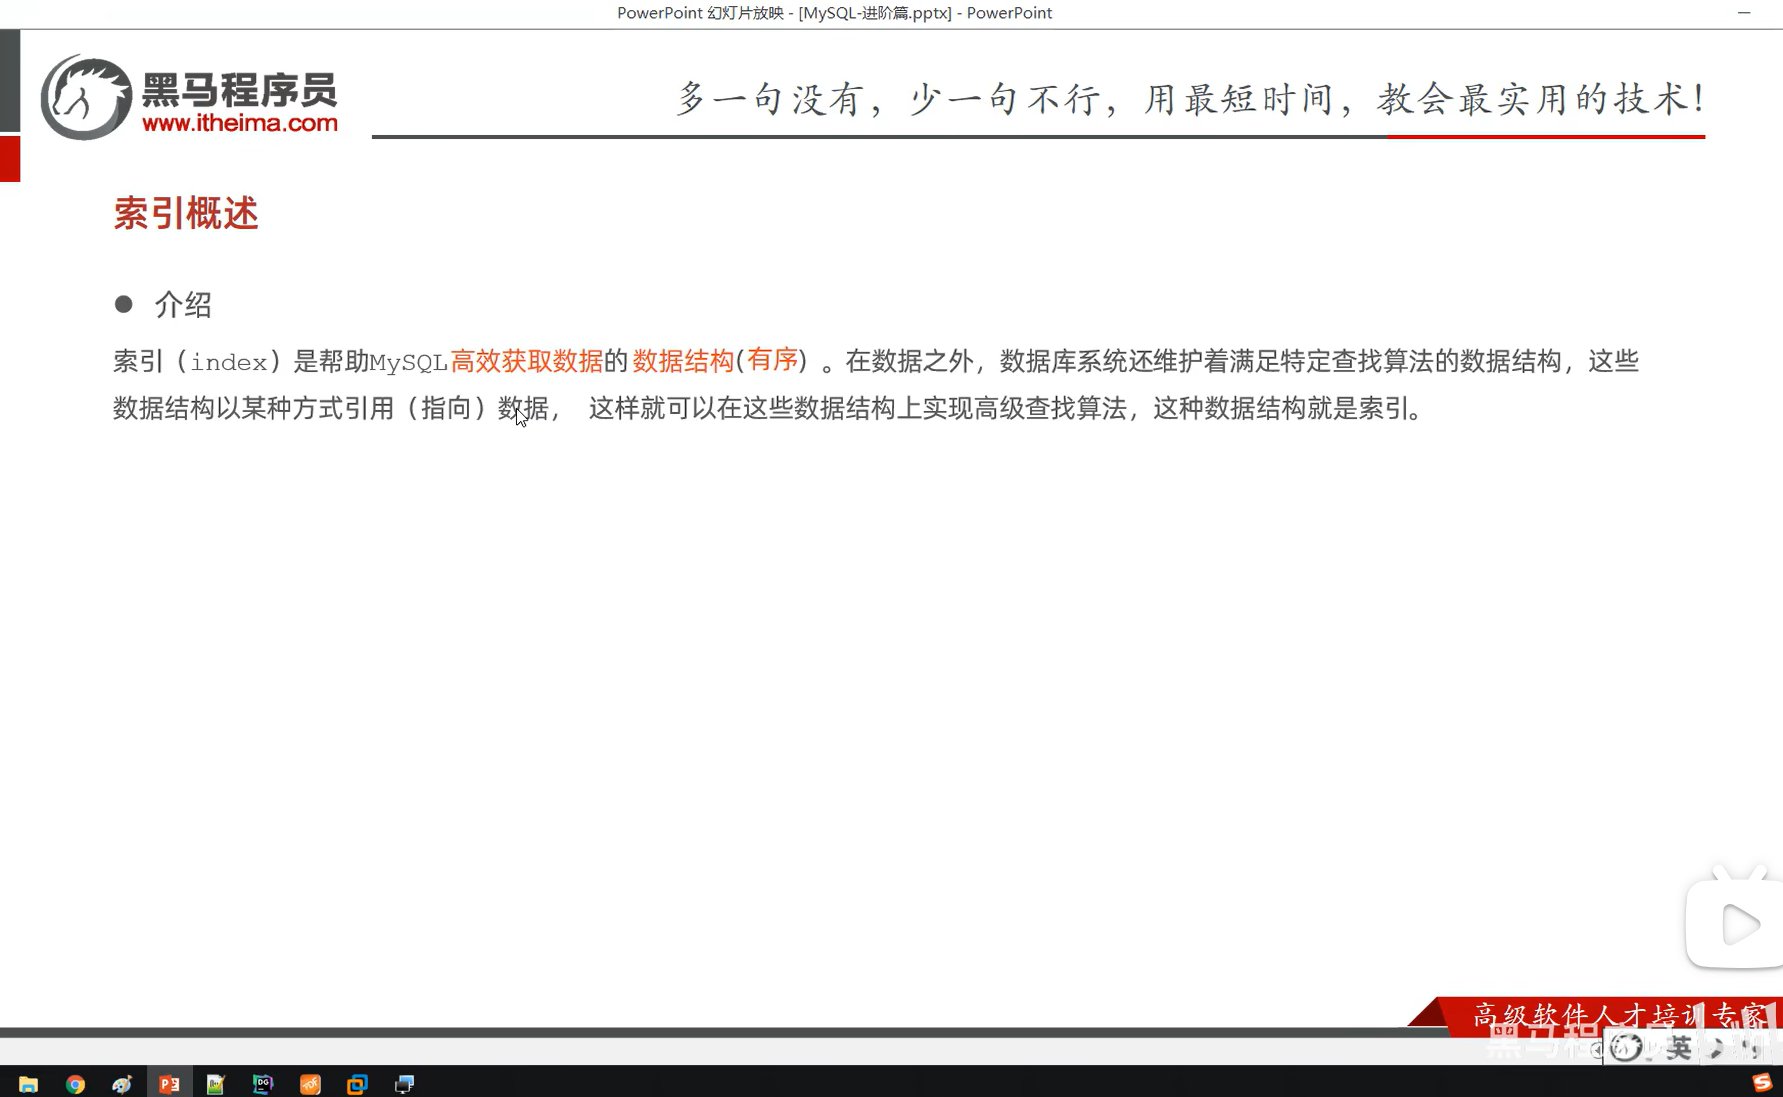 PowerPoint 幻灯片放映 - [MySQL-进阶篇.pptx] - PowerPoint
黑马程序员
www.itheima.com
多一句没有，少一句不行，用最短时间，教会最实用的技术！
索引概述
● 介绍
索引（index）是帮助MySQL高效获取数据的数据结构(有序）。在数据之外，数据库系统还维护着满足特定查找算法的数据结构，这些
数据结构以某种方式引用（指向）数据， 这样就可以在这些数据结构上实现高级查找算法，这种数据结构就是索引。
高级软件人才培训专家
英